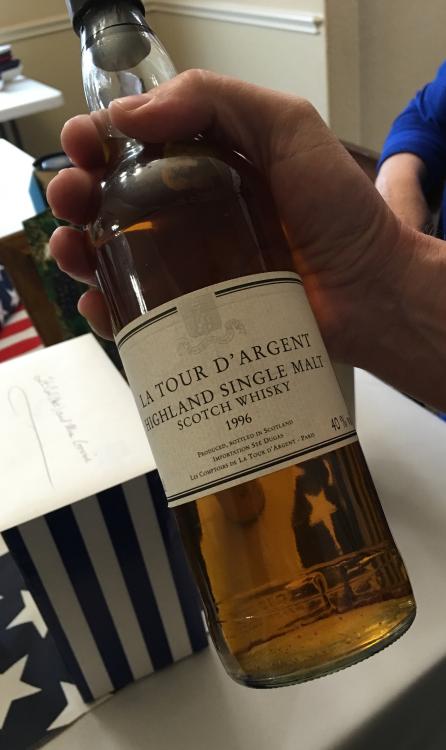 LA TOUR D'ARGENT
HIGHLAND SINGLE MALT
SCOTCH WHISKY
1996
40 %
PRODUCED, BOTTLED IN SCOTLAND
IMPORTATION STÉ DUGAS
LES COMPTOIRS DE LA TOUR D'ARGENT - PARIS